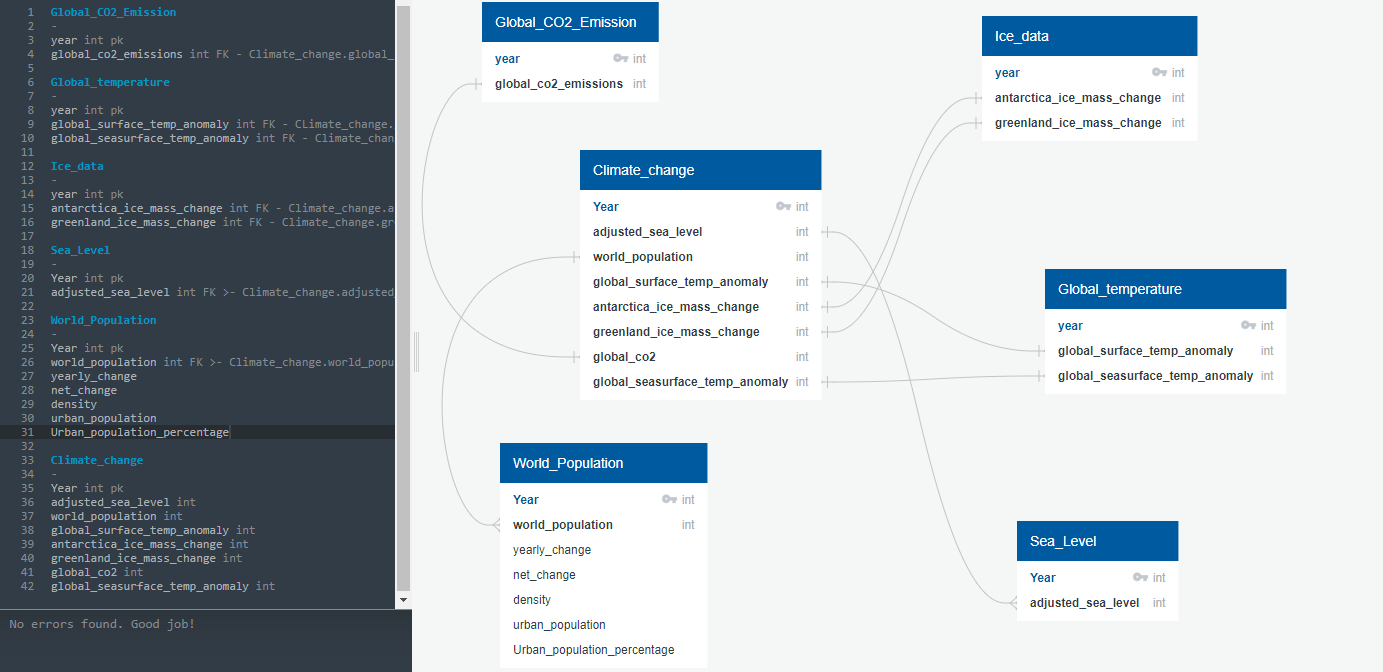 1 Global_CO2_Emission
2 -
3 year int pk
4 global_co2_emissions int FK - Climate_change.global_
5
6 Global_temperature
7 -
8 year int pk
9 global_surface_temp_anomaly int FK - CLimate_change.
10 global_seasurface_temp_anomaly int FK - Climate_chan
11
12 Ice_data
13 -
14 year int pk
15 antarctica_ice_mass_change int FK - Climate_change.a
16 greenland_ice_mass_change int FK - Climate_change.gr
17
18 Sea_Level
19 -
20 Year int pk
21 adjusted_sea_level int FK >- Climate_change.adjusted_
22
23 World_Population
24 -
25 Year int pk
26 world_population int FK >- Climate_change.world_popu
27 yearly_change
28 net_change
29 density
30 urban_population
31 Urban_population_percentage
32
33 Climate_change
34 -
35 Year int pk
36 adjusted_sea_level int
37 world_population int
38 global_surface_temp_anomaly int
39 antarctica_ice_mass_change int
40 greenland_ice_mass_change int
41 global_co2 int
42 global_seasurface_temp_anomaly int
No errors found. Good job!
Global_CO2_Emission
year int
global_co2_emissions int
Ice_data
year int
antarctica_ice_mass_change int
greenland_ice_mass_change int
Climate_change
Year int
adjusted_sea_level int
world_population int
global_surface_temp_anomaly int
antarctica_ice_mass_change int
greenland_ice_mass_change int
global_co2 int
global_seasurface_temp_anomaly int
Global_temperature
year int
global_surface_temp_anomaly int
global_seasurface_temp_anomaly int
World_Population
Year int
world_population int
yearly_change
net_change
density
urban_population
Urban_population_percentage
Sea_Level
Year int
adjusted_sea_level int